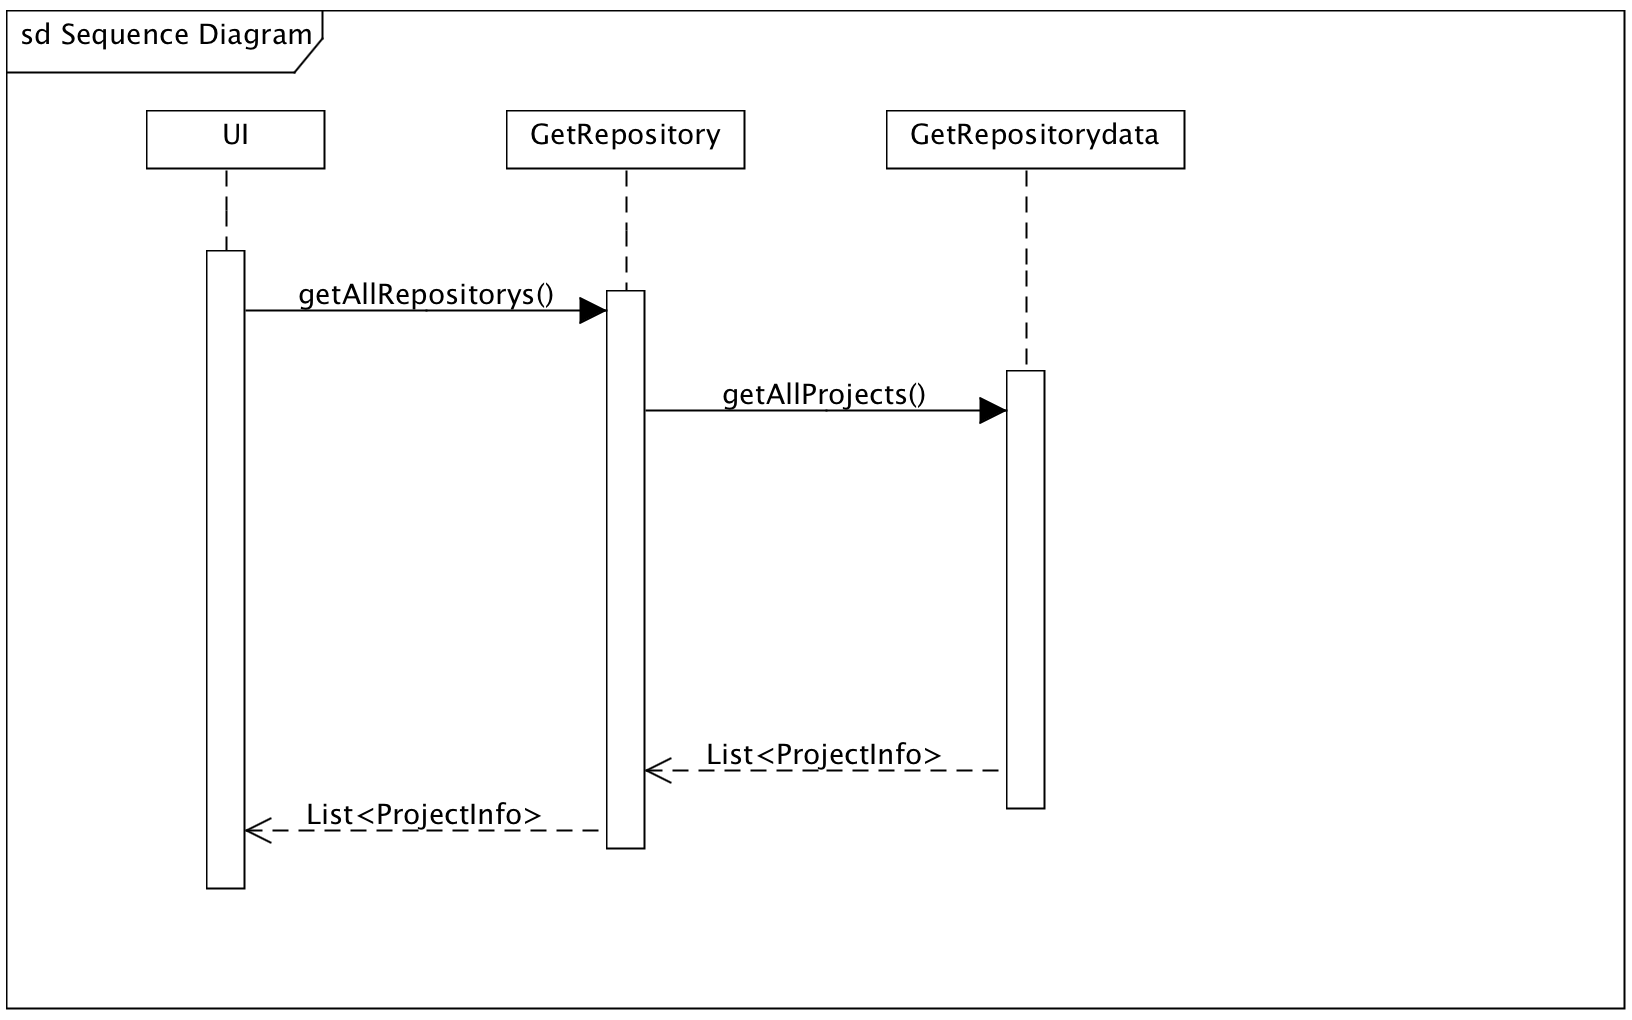 sd Sequence Diagram
UI
GetRepository
GetRepositorydata
getAllRepositorys()
getAllProjects()
List<ProjectInfo>
List<ProjectInfo>